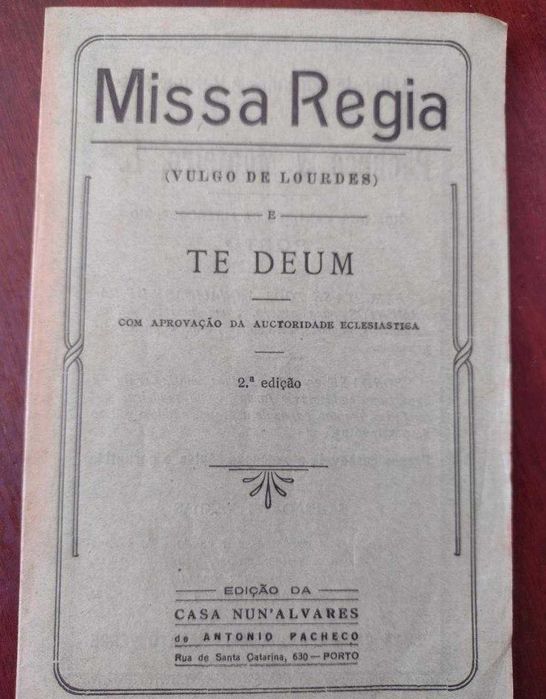 Missa Regia
(VULGO DE LOURDES)
E
TE DEUM
COM APROVAÇÃO DA AUCTORIDADE ECLESIASTICA
2.ª edição
EDIÇÃO DA
CASA NUN'ALVARES
de ANTONIO PACHECO
Rua de Santa Catarina, 630 — PORTO